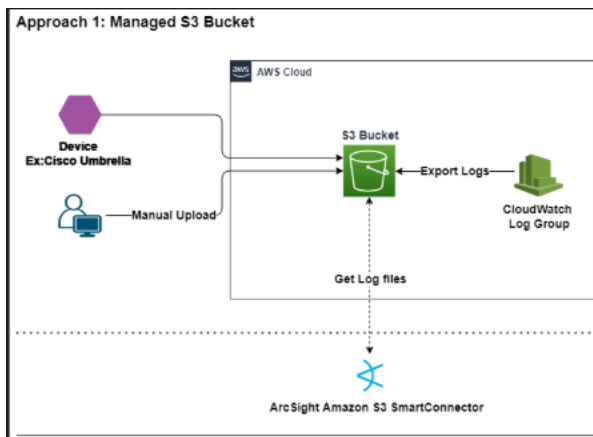 Approach 1: Managed S3 Bucket
aws
AWS Cloud
Device
Ex:Cisco Umbrella
S3 Bucket
Manual Upload
Export Logs
CloudWatch
Log Group
Get Log files
ArcSight Amazon S3 SmartConnector